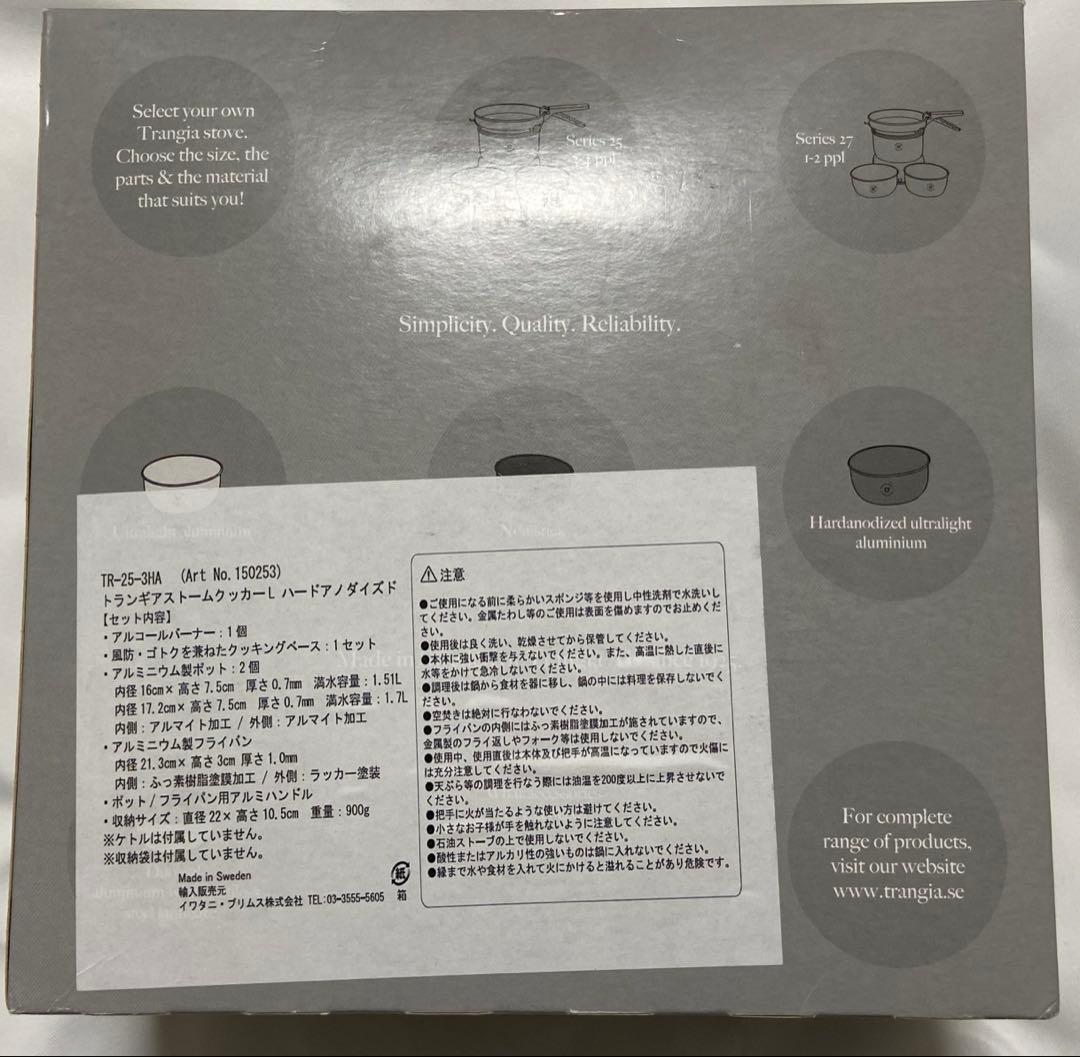 Select your own
Trangia stove.
Choose the size, the
parts & the material
that suits you!
Series 25
3-4 ppl
Series 27
1-2 ppl
Simplicity. Quality. Reliability.
Ultralight aluminium
Nonstick
Hardanodized ultralight
aluminium
TR-25-3HA (Art No.150253)
トランギアストームクッカーL ハードアノダイズド
【セット内容】
・アルコールバーナー：1個
・風防・ゴトクを兼ねたクッキングベース：1セット
・アルミニウム製ポット：2個
内径16cm×高さ7.5cm 厚さ0.7mm 満水容量：1.51L
内径17.2cm×高さ7.5cm 厚さ0.7mm 満水容量：1.7L
内側：アルマイト加工 / 外側：アルマイト加工
・アルミニウム製フライパン
内径21.3cm×高さ3cm 厚さ1.0mm
内側：ふっ素樹脂塗膜加工 / 外側：ラッカー塗装
・ポット/フライパン用アルミハンドル
・収納サイズ：直径22×高さ10.5cm 重量：900g
※ケトルは付属していません。
※収納袋は付属していません。
Made in Sweden
輸入販売元
イワタニ・プリムス株式会社 TEL:03-3555-5605
紙
箱
⚠注意
●ご使用になる前に柔らかいスポンジ等を使用し中性洗剤で水洗いし
てください。金属たわし等のご使用は表面を傷めますのでお止めくだ
さい。
●使用後は良く洗い、乾燥させてから保管してください。
●本体に強い衝撃を与えないでください。また、高温に熱した直後に
水等をかけて急冷しないでください。
●調理後は鍋から食材を器に移し、鍋の中には料理を保存しないでく
ださい。
●空焚きは絶対に行なわないでください。
●フライパンの内側にはふっ素樹脂塗膜加工が施されていますので、
金属製のフライ返しやフォーク等は使用しないでください。
●使用中、使用直後は本体及び把手が高温になっていますので火傷に
は充分注意してください。
●天ぷら等の調理を行なう際には油温を200度以上に上昇させないで
ください。
●把手に火が当たるような使い方は避けてください。
●小さなお子様が手を触れないように注意してください。
●石油ストーブの上で使用しないでください。
●酸性またはアルカリ性の強いものは鍋に入れないでください。
●縁まで水や食材を入れて火にかけると溢れることがあり危険です。
Made in
For complete
range of products,
visit our website
www.trangia.se